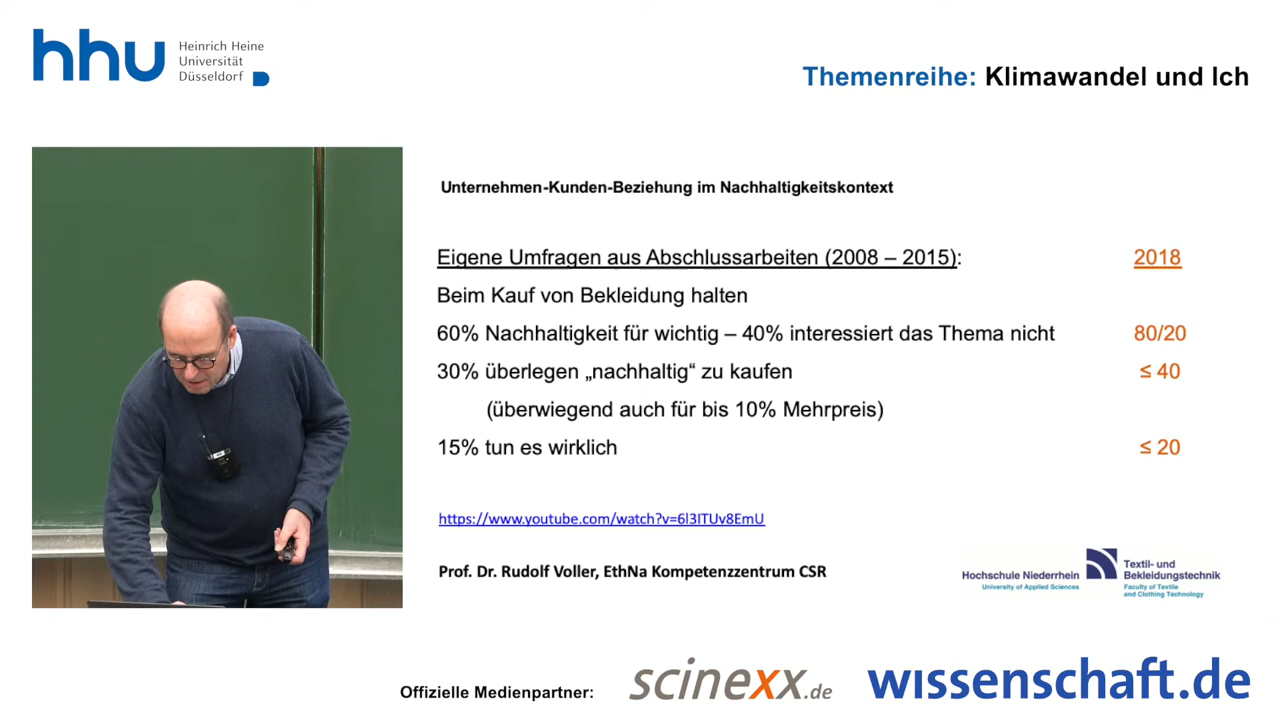 hhu
Heinrich Heine
Universität
Düsseldorf
Themenreihe: Klimawandel und Ich
Unternehmen-Kunden-Beziehung im Nachhaltigkeitskontext
Eigene Umfragen aus Abschlussarbeiten (2008 – 2015): 2018
Beim Kauf von Bekleidung halten
60% Nachhaltigkeit für wichtig – 40% interessiert das Thema nicht 80/20
30% überlegen „nachhaltig“ zu kaufen ≤ 40
(überwiegend auch für bis 10% Mehrpreis)
15% tun es wirklich ≤ 20
https://www.youtube.com/watch?v=6l3ITUv8EmU
Prof. Dr. Rudolf Voller, EthNa Kompetenzzentrum CSR
Hochschule Niederrhein
University of Applied Sciences
Textil- und
Bekleidungstechnik
Faculty of Textile
and Clothing Technology
Offizielle Medienpartner: scinexx.de wissenschaft.de